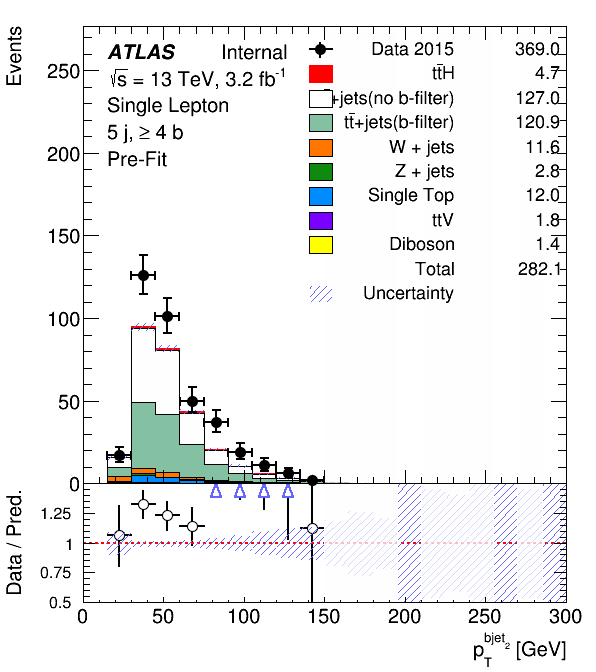 Events
ATLAS Internal
√s = 13 TeV, 3.2 fb⁻¹
Single Lepton
5 j, ≥ 4 b
Pre-Fit
Data 2015 369.0
tt̄H 4.7
+jets(no b-filter) 127.0
tt̄+jets(b-filter) 120.9
W + jets 11.6
Z + jets 2.8
Single Top 12.0
ttV 1.8
Diboson 1.4
Total 282.1
Uncertainty
250
200
150
100
50
0
Data / Pred.
1.25
1
0.75
0.5
0 50 100 150 200 250 300
p_T^bjet₂ [GeV]